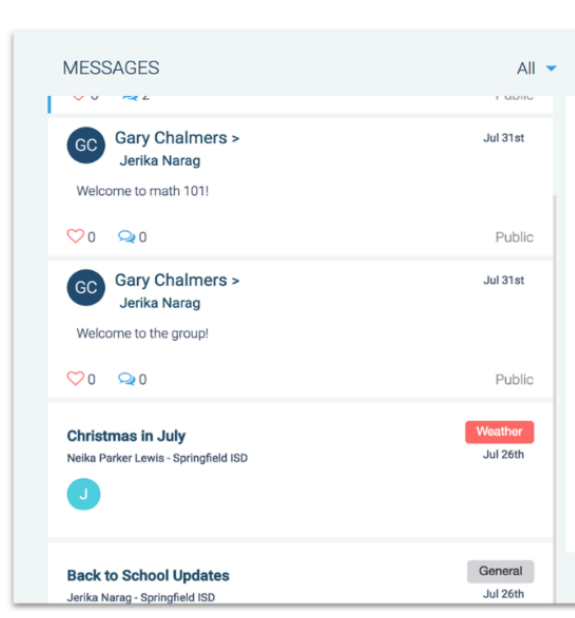 MESSAGES
All
2
Public
GC
Gary Chalmers >
Jul 31st
Jerika Narag
Welcome to math 101!
0 0
Public
GC
Gary Chalmers >
Jul 31st
Jerika Narag
Welcome to the group!
0 0
Public
Christmas in July
Weather
Neika Parker Lewis - Springfield ISD
Jul 26th
J
Back to School Updates
General
Jerika Narag - Springfield ISD
Jul 26th